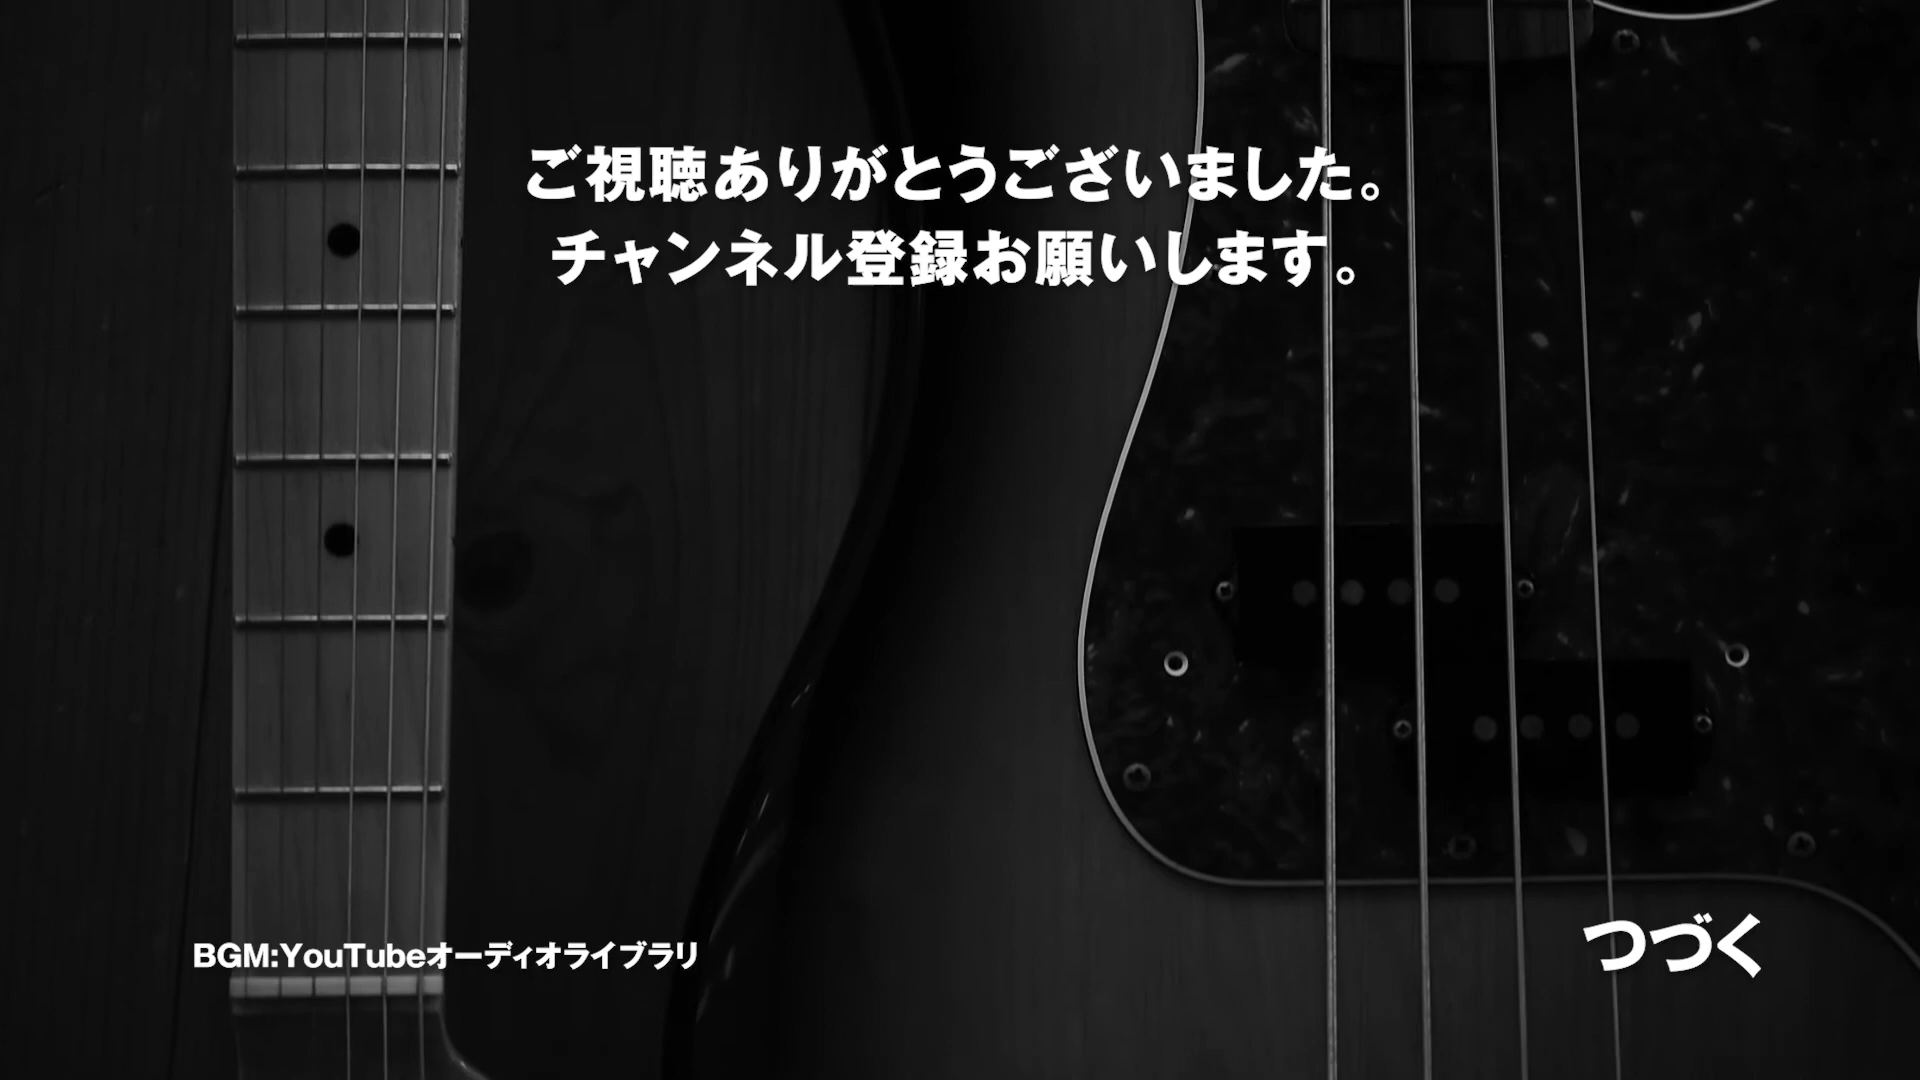 ご視聴ありがとうございました。
チャンネル登録お願いします。
BGM:YouTubeオーディオライブラリ
つづく